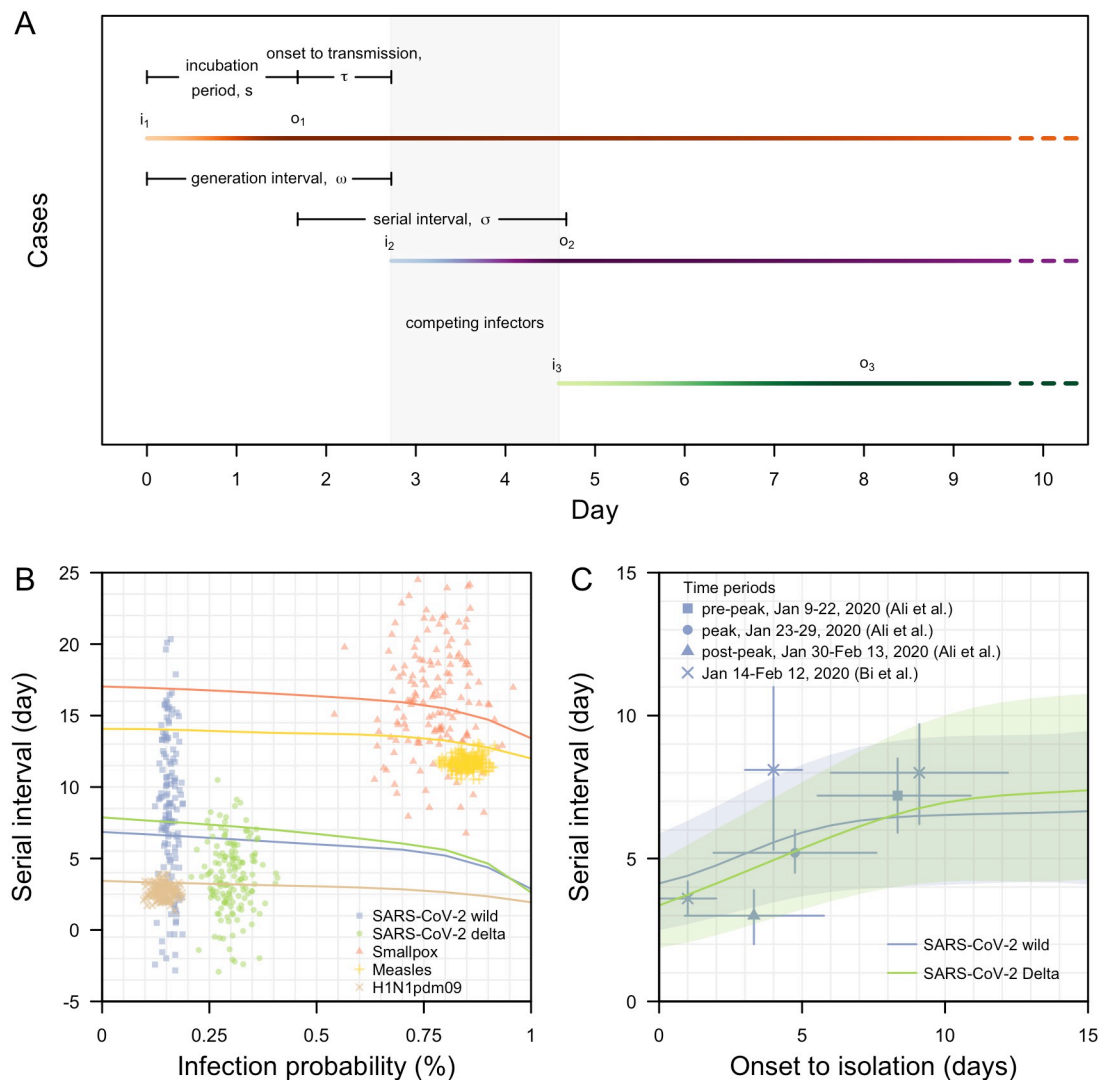 A
onset to transmission,
incubation
τ
period, s
i1
o1
generation interval, ω
serial interval, σ
i2
o2
competing infectors
i3
o3
Cases
0 1 2 3 4 5 6 7 8 9 10
Day
B
25
20
15
10
5
0
-5
Serial interval (day)
SARS-CoV-2 wild
SARS-CoV-2 delta
Smallpox
Measles
H1N1pdm09
0 0.25 0.5 0.75 1
Infection probability (%)
C
15
10
5
0
Serial interval (day)
Time periods
pre-peak, Jan 9-22, 2020 (Ali et al.)
peak, Jan 23-29, 2020 (Ali et al.)
post-peak, Jan 30-Feb 13, 2020 (Ali et al.)
Jan 14-Feb 12, 2020 (Bi et al.)
SARS-CoV-2 wild
SARS-CoV-2 Delta
0 5 10 15
Onset to isolation (days)